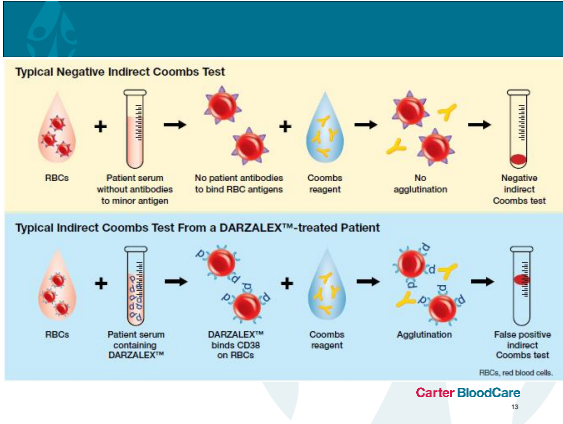 Typical Negative Indirect Coombs Test
RBCs
Patient serum
without antibodies
to minor antigen
No patient antibodies
to bind RBC antigens
Coombs
reagent
No
agglutination
Negative
indirect
Coombs test
Typical Indirect Coombs Test From a DARZALEX™-treated Patient
RBCs
Patient serum
containing
DARZALEX™
DARZALEX™
binds CD38
on RBCs
Coombs
reagent
Agglutination
False positive
indirect
Coombs test
RBCs, red blood cells.
Carter BloodCare
13